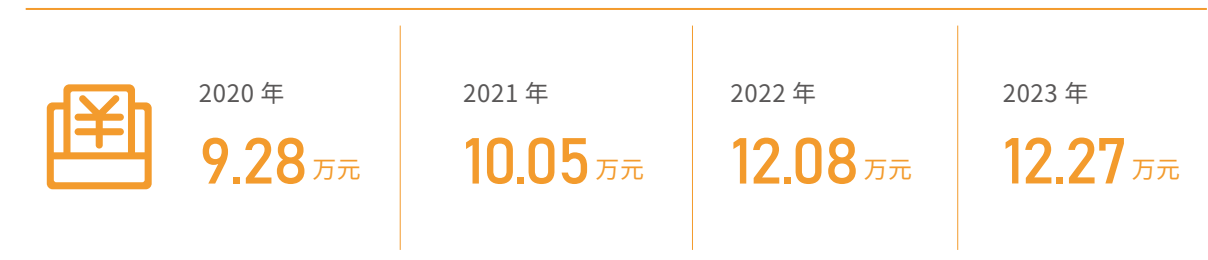 2020 年
9.28 万元
2021 年
10.05 万元
2022 年
12.08 万元
2023 年
12.27 万元